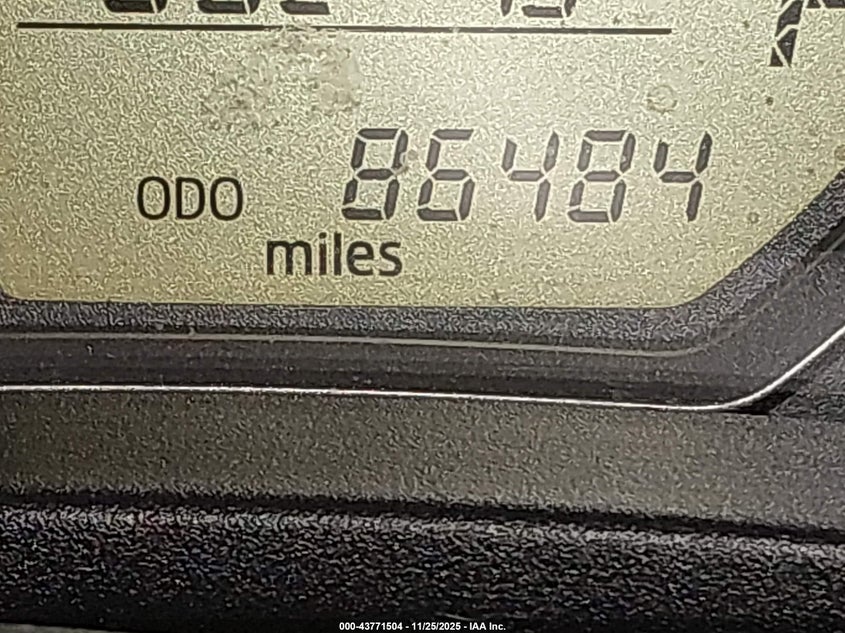 ODO 86484
miles
000-43771504 - 11/25/2025 - IAA Inc.